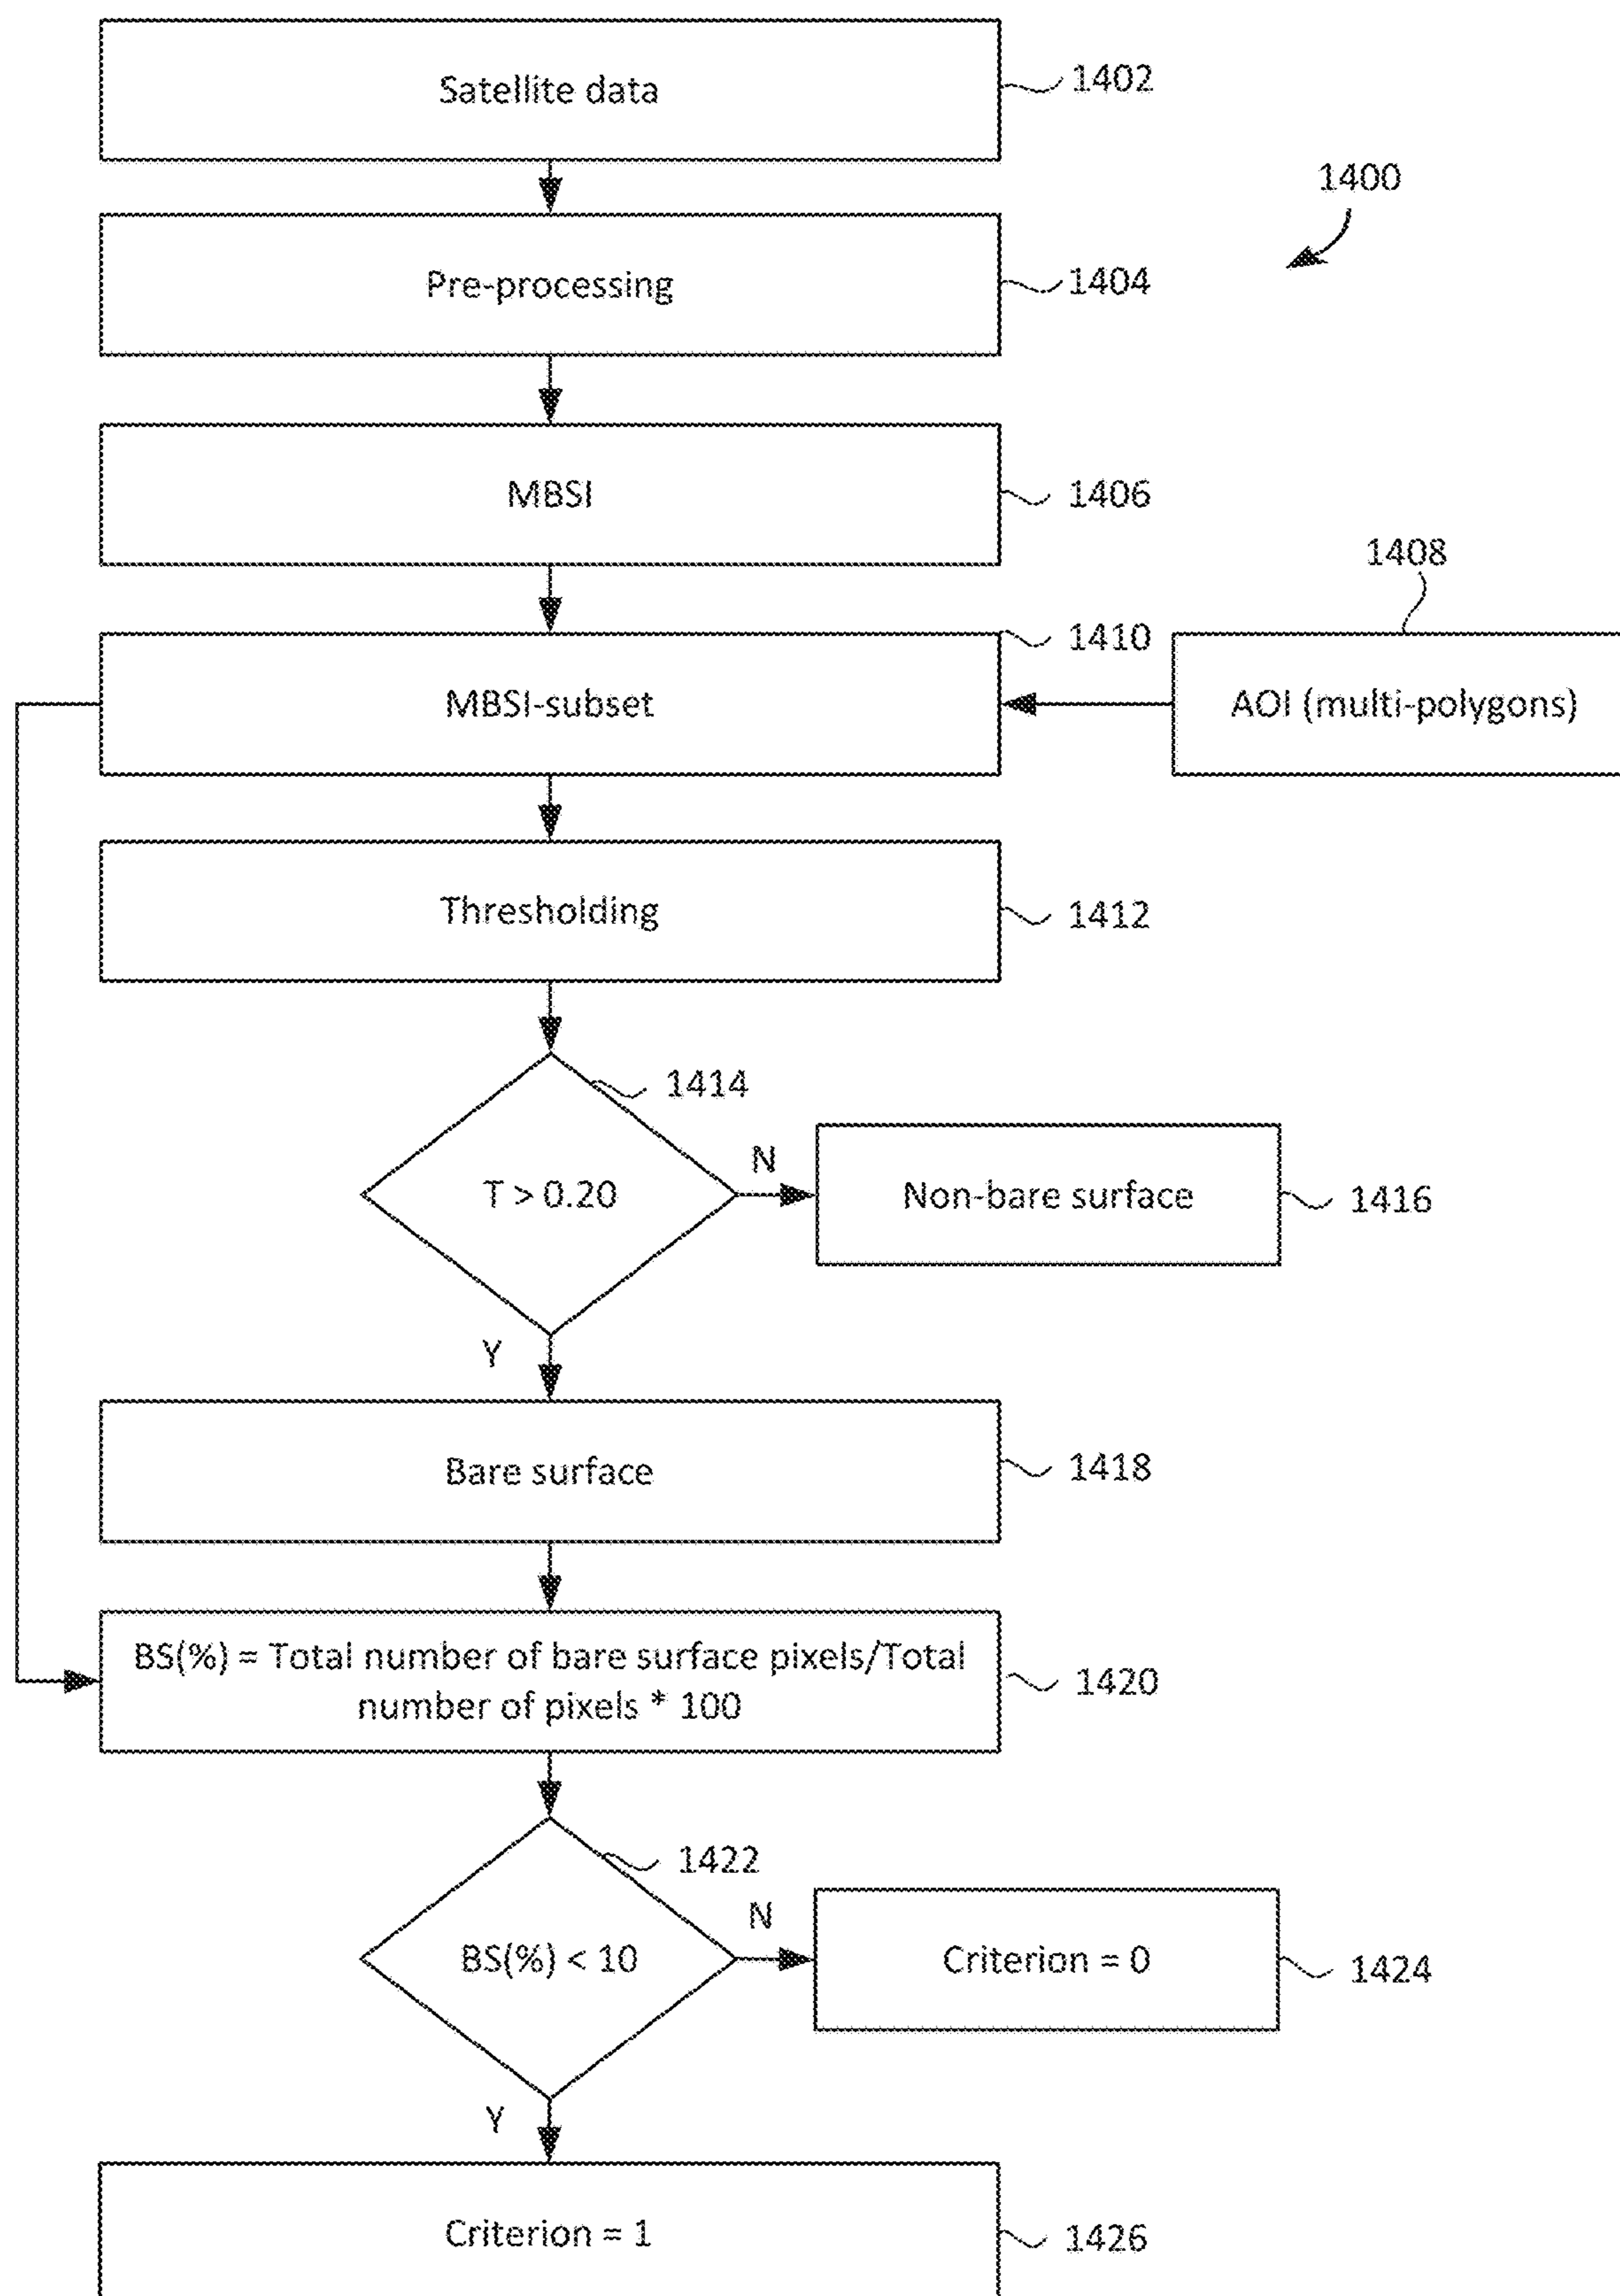 Satellite data
1402
1400
Pre-processing
1404
MBSI
1406
1408
1410
MBSI-subset
AOI (multi-polygons)
Thresholding
1412
1414
T > 0.20
N
Non-bare surface
1416
Y
Bare surface
1418
BS(%) = Total number of bare surface pixels/Total
number of pixels * 100
1420
1422
BS(%) < 10
N
Criterion = 0
1424
Y
Criterion = 1
1426